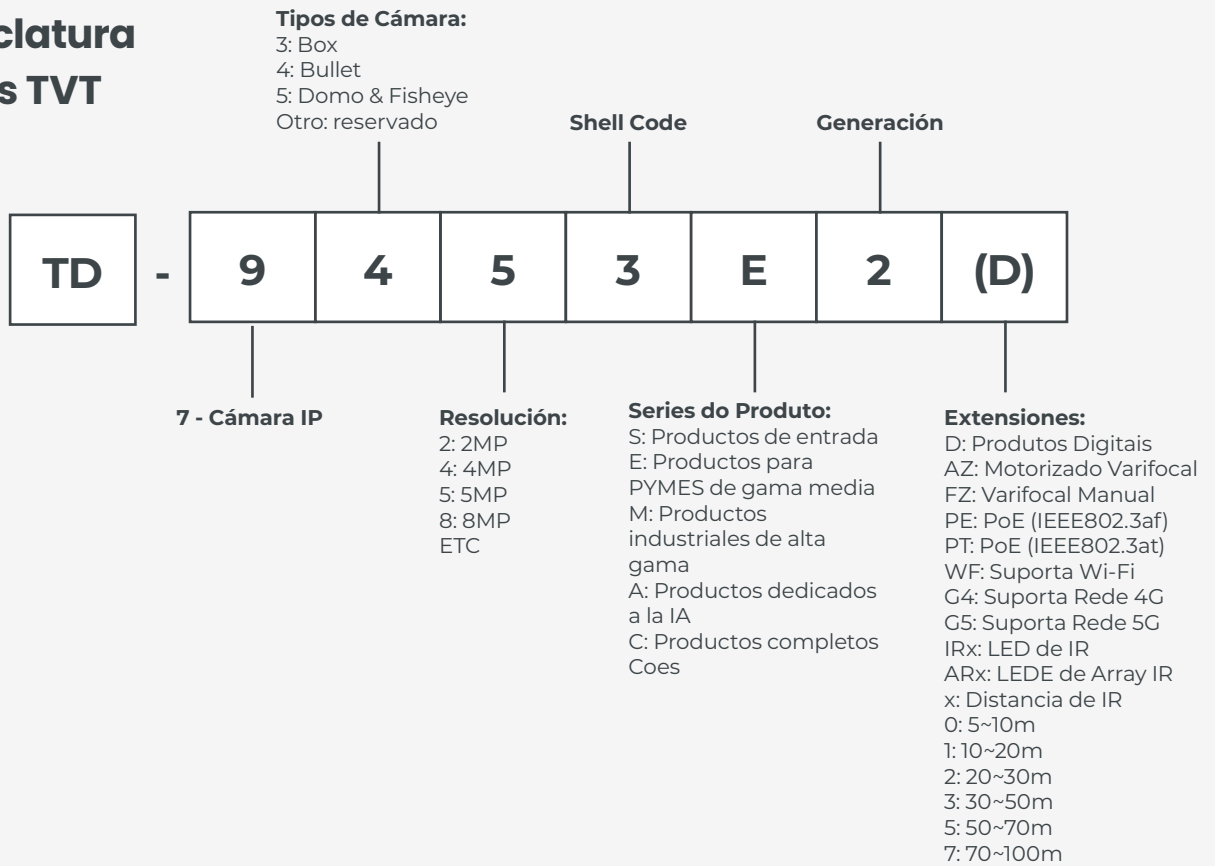 clatura
s TVT
Tipos de Cámara:
3: Box
4: Bullet
5: Domo & Fisheye
Otro: reservado
Shell Code
Generación
TD - 9 4 5 3 E 2 (D)
7 - Cámara IP
Resolución:
2: 2MP
4: 4MP
5: 5MP
8: 8MP
ETC
Series do Produto:
S: Productos de entrada
E: Productos para
PYMES de gama media
M: Productos
industriales de alta
gama
A: Productos dedicados
a la IA
C: Productos completos
Coes
Extensiones:
D: Produtos Digitais
AZ: Motorizado Varifocal
FZ: Varifocal Manual
PE: PoE (IEEE802.3af)
PT: PoE (IEEE802.3at)
WF: Suporta Wi-Fi
G4: Suporta Rede 4G
G5: Suporta Rede 5G
IRx: LED de IR
ARx: LEDE de Array IR
x: Distancia de IR
0: 5~10m
1: 10~20m
2: 20~30m
3: 30~50m
5: 50~70m
7: 70~100m